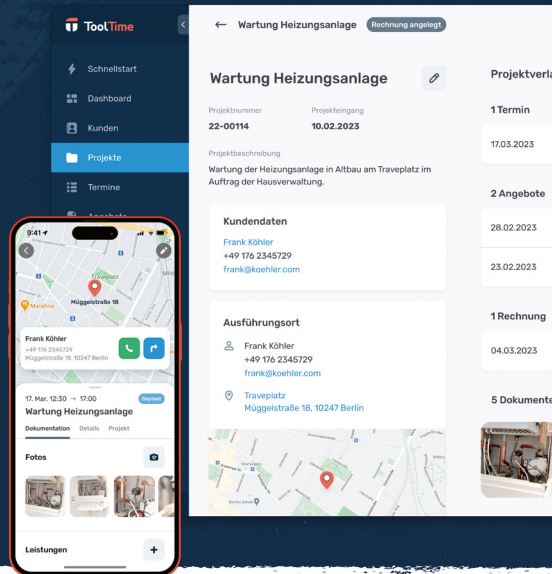 ToolTime
Schnellstart
Dashboard
Kunden
Projekte
Termine
Angebote
Wartung Heizungsanlage
Rechnung angelegt
Wartung Heizungsanlage
Projektnummer
Projekteingang
22-00114
10.02.2023
Projektbeschreibung
Wartung der Heizungsanlage in Altbau am Traveplatz im
Auftrag der Hausverwaltung.
Kundendaten
Frank Köhler
+49 176 2345729
frank@koehler.com
Ausführungsort
Frank Köhler
+49 176 2345729
frank@koehler.com
Traveplatz
Müggelstraße 18, 10247 Berlin
Projektverla
1 Termin
17.03.2023
2 Angebote
28.02.2023
23.02.2023
1 Rechnung
04.03.2023
5 Dokumente
9:41
Traveplatz
Marafina
Müggelstraße 18
Frank Köhler
+49 176 2345729
Müggelstraße 18, 10247 Berlin
17. Mar. 12:30 → 17:00
Geplant
Wartung Heizungsanlage
Dokumentation Details Projekt
Fotos
Leistungen